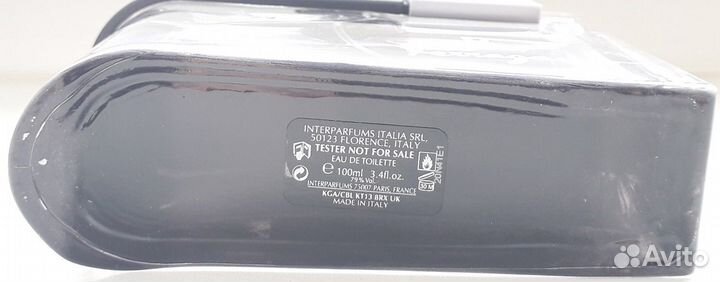 INTERPARFUMS ITALIA SRL,
50123 FLORENCE, ITALY
TESTER NOT FOR SALE
EAU DE TOILETTE
℮ 100ml 3.4fl.oz.
79% Vol.
INTERPARFUMS 75007 PARIS, FRANCE
KGA/CBL KT13 8RX UK
MADE IN ITALY
30 M
207M1E1
Avito